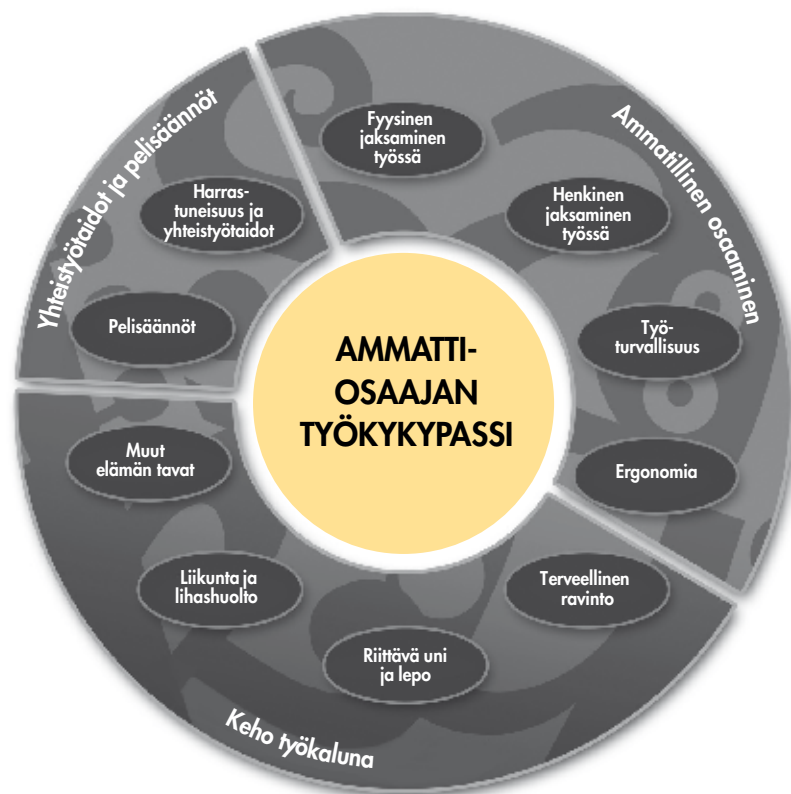 AMMATTI-
OSAAJAN
TYÖKYKYPASSI
Ammatillinen osaaminen
Fyysinen
jaksaminen
työssä
Henkinen
jaksaminen
työssä
Työ-
turvallisuus
Ergonomia
Keho työkaluna
Terveellinen
ravinto
Riittävä uni
ja lepo
Liikunta ja
lihashuolto
Muut
elämän tavat
Yhteistyötaidot ja pelisäännöt
Pelisäännöt
Harras-
tuneisuus ja
yhteistyötaidot